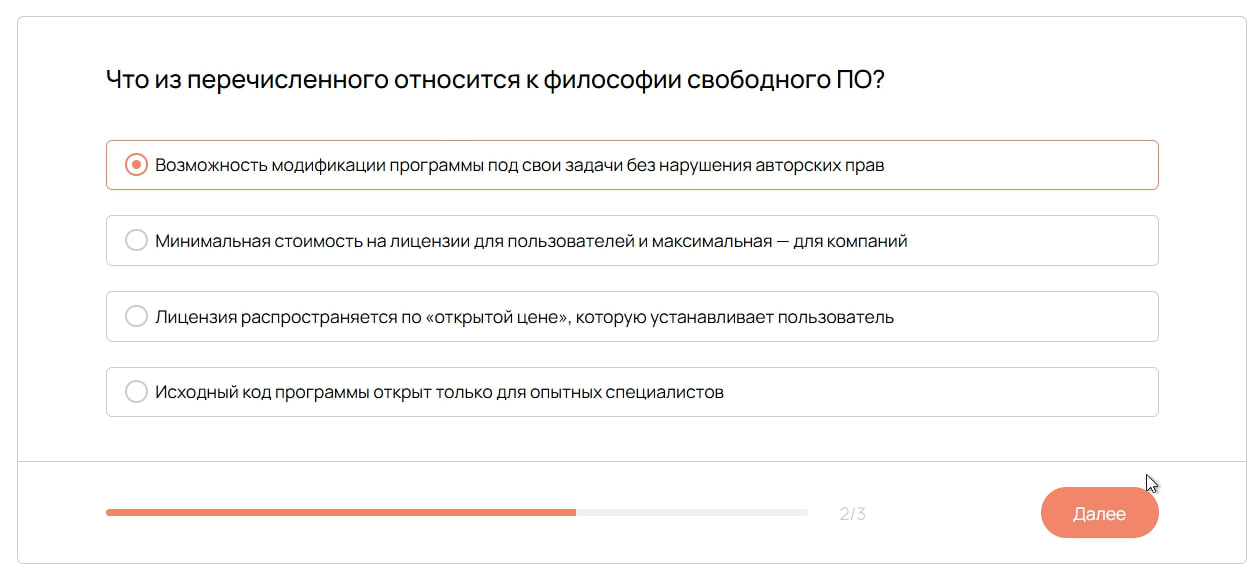 Что из перечисленного относится к философии свободного ПО?
Возможность модификации программы под свои задачи без нарушения авторских прав
Минимальная стоимость на лицензии для пользователей и максимальная — для компаний
Лицензия распространяется по «открытой цене», которую устанавливает пользователь
Исходный код программы открыт только для опытных специалистов
2/3
Далее